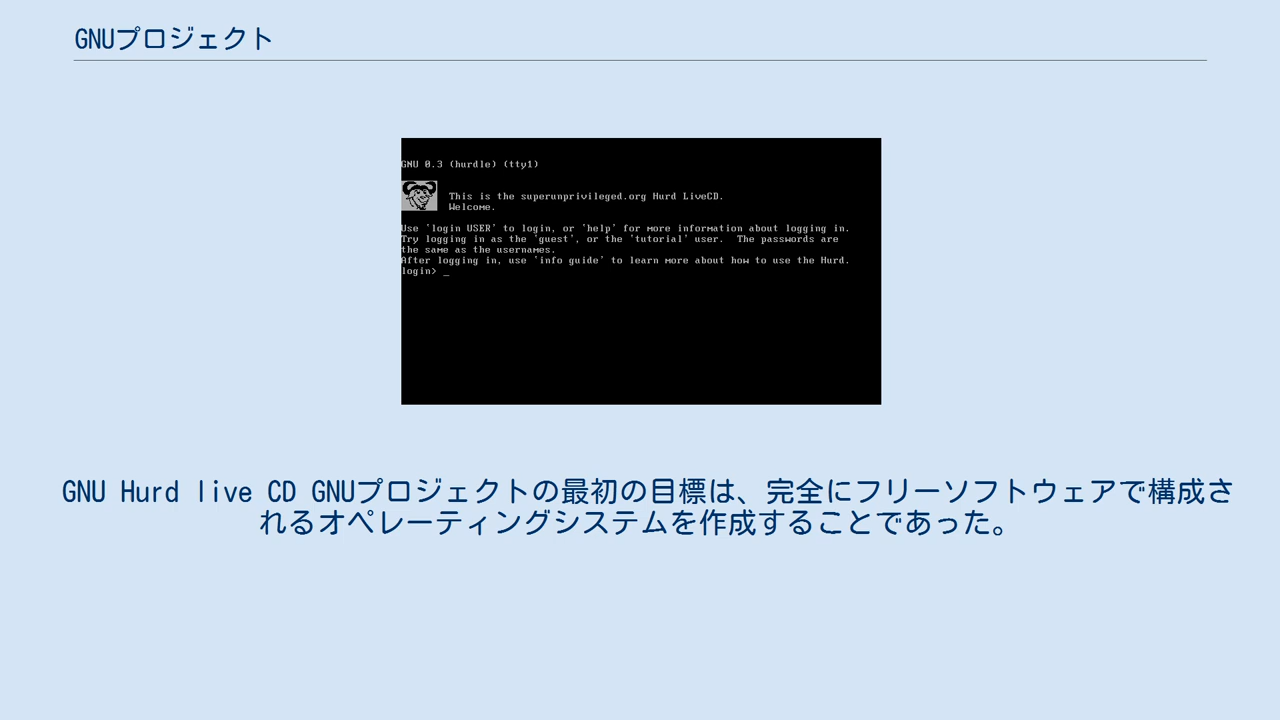 GNUプロジェクト
GNU 0.3 (hurdle) (tty1)
This is the superunprivileged.org Hurd LiveCD.
Welcome.
Use 'login USER' to login, or 'help' for more information about logging in.
Try logging in as the 'guest', or the 'tutorial' user.  The passwords are
the same as the usernames.
After logging in, use 'info guide' to learn more about how to use the Hurd.
login> _
GNU Hurd live CD GNUプロジェクトの最初の目標は、完全にフリーソフトウェアで構成さ
れるオペレーティングシステムを作成することであった。